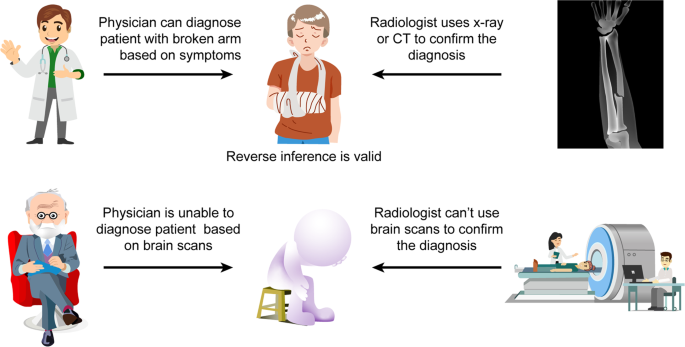 Physician can diagnose
patient with broken arm
based on symptoms
Radiologist uses x-ray
or CT to confirm the
diagnosis
Reverse inference is valid
Physician is unable to
diagnose patient based
on brain scans
Radiologist can't use
brain scans to confirm
the diagnosis